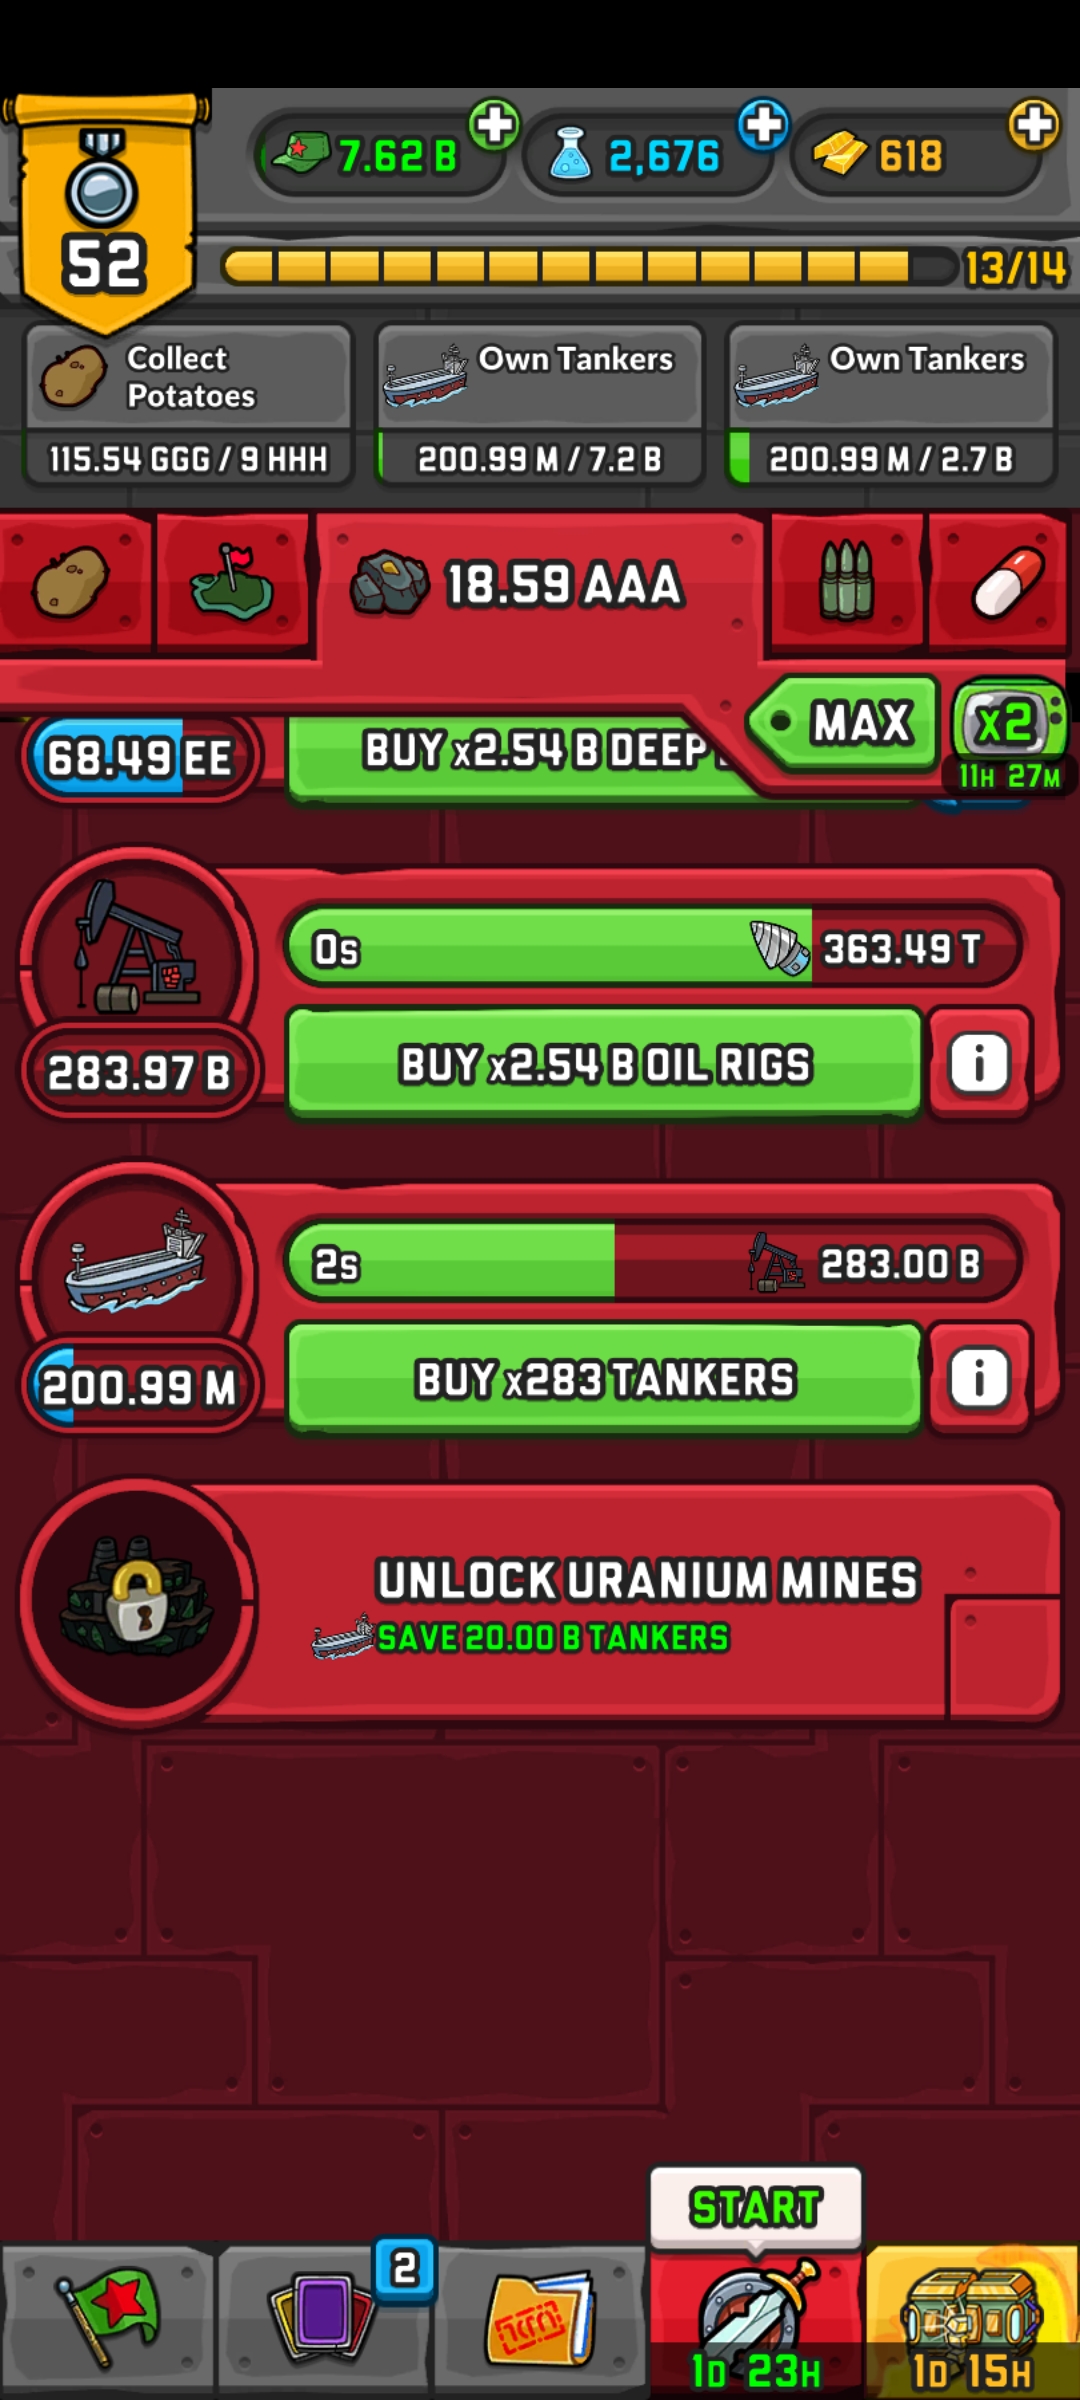 7.62 B
2,676
618
52
13/14
Collect
Potatoes
115.54 GGG / 9 HHH
Own Tankers
200.99 M / 7.2 B
Own Tankers
200.99 M / 2.7 B
18.59 AAA
MAX
x2
11H 27M
68.49 EE
BUY x2.54 B DEEP
0s
363.49 T
283.97 B
BUY x2.54 B OIL RIGS
i
2s
283.00 B
200.99 M
BUY x283 TANKERS
i
UNLOCK URANIUM MINES
SAVE 20.00 B TANKERS
START
2
1D 23H
1D 15H